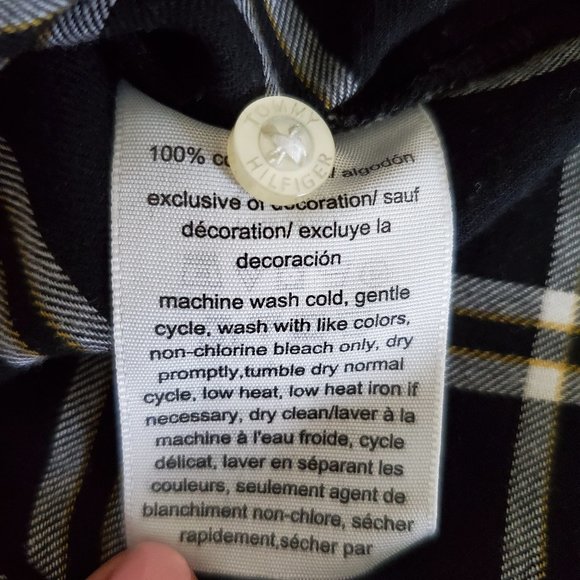 TOMMY
HILFIGER
100% / algodón
exclusive of decoration/ sauf
décoration/ excluye la
decoración
machine wash cold, gentle
cycle, wash with like colors,
non-chlorine bleach only, dry
promptly,tumble dry normal
cycle, low heat, low heat iron if
necessary, dry clean/laver à la
machine à l'eau froide, cycle
délicat, laver en séparant les
couleurs, seulement agent de
blanchiment non-chlore, sécher
rapidement,sécher par